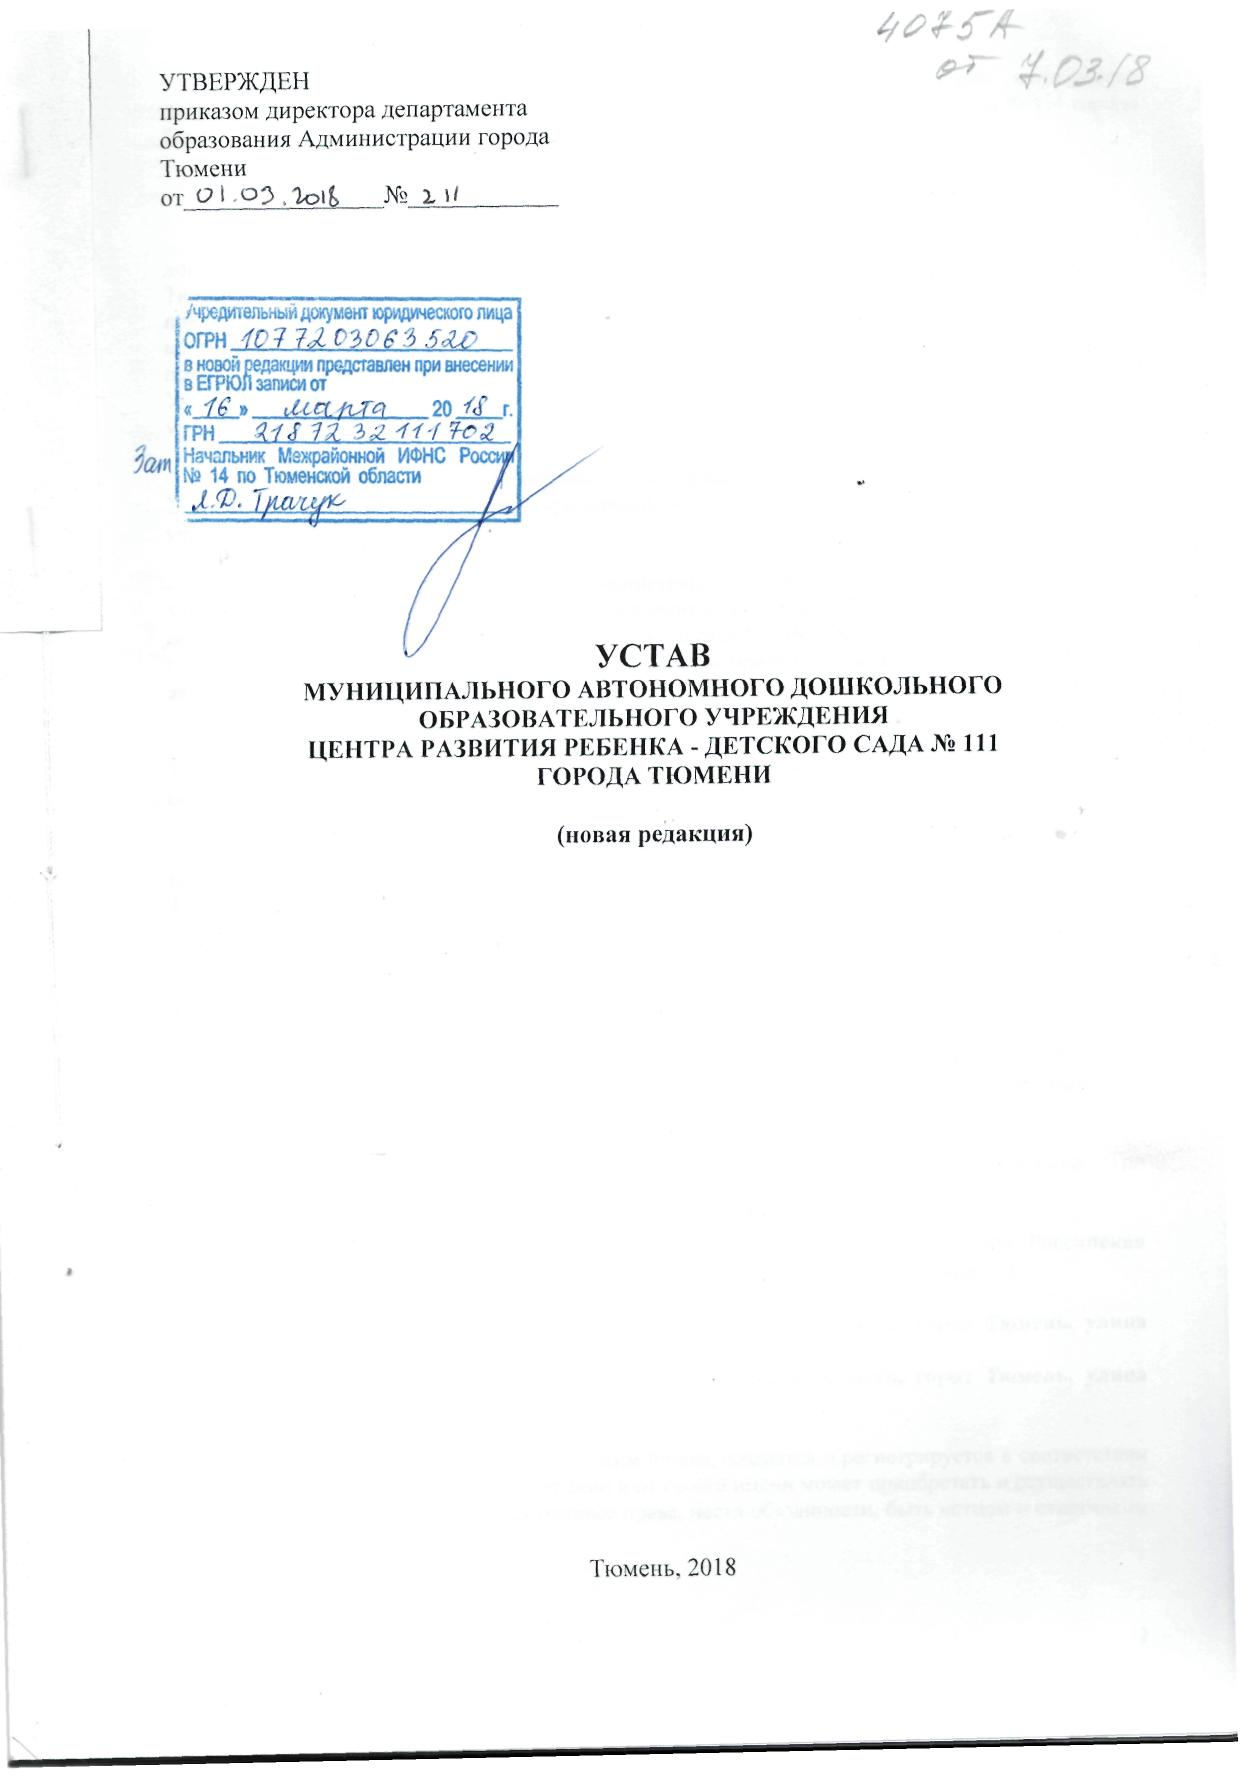 4075А
от 7.03.18
УТВЕРЖДЕН
приказом директора департамента
образования Администрации города
Тюмени
от 01.03.2018 № 211
Учредительный документ юридического лица
ОГРН 1077203063520
в новой редакции представлен при внесении
в ЕГРЮЛ записи от
«16» марта 2018 г.
ГРН 2187232111702
Зам Начальник Межрайонной ИФНС России
№ 14 по Тюменской области
Л.Д. Трачук
УСТАВ
МУНИЦИПАЛЬНОГО АВТОНОМНОГО ДОШКОЛЬНОГО
ОБРАЗОВАТЕЛЬНОГО УЧРЕЖДЕНИЯ
ЦЕНТРА РАЗВИТИЯ РЕБЕНКА - ДЕТСКОГО САДА № 111
ГОРОДА ТЮМЕНИ
(новая редакция)
Тюмень, 2018